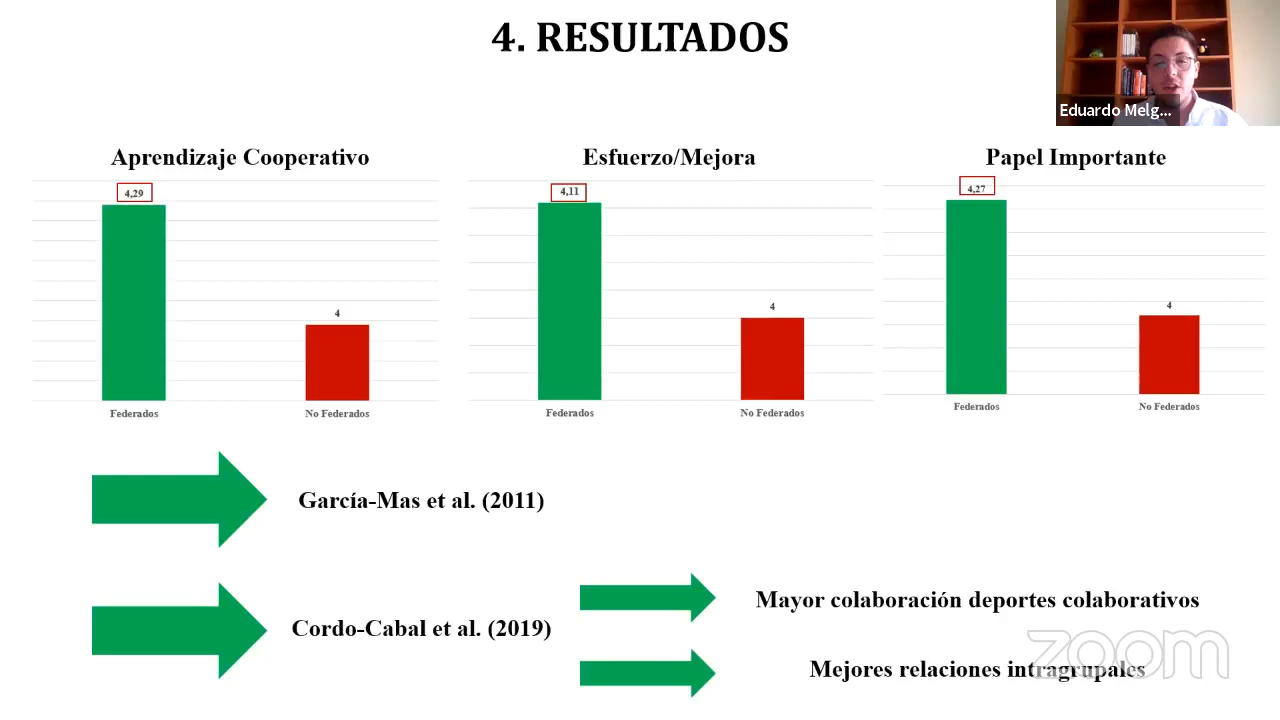 4. RESULTADOS
Eduardo Melg...
Aprendizaje Cooperativo
4,29
4
Federados
No Federados
Esfuerzo/Mejora
4,11
4
Federados
No Federados
Papel Importante
4,27
4
Federados
No Federados
García-Mas et al. (2011)
Cordo-Cabal et al. (2019)
Mayor colaboración deportes colaborativos
Mejores relaciones intragrupales
zoom